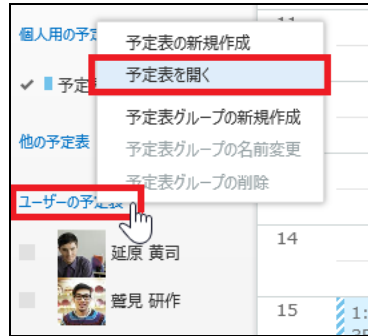 個人用の予定
予定表の新規作成
予定表を開く
予定
予定表グループの新規作成
他の予定表
予定表グループの名前変更
予定表グループの削除
ユーザーの予定表
延原 黄司
14
鷲見 研作
15
1: